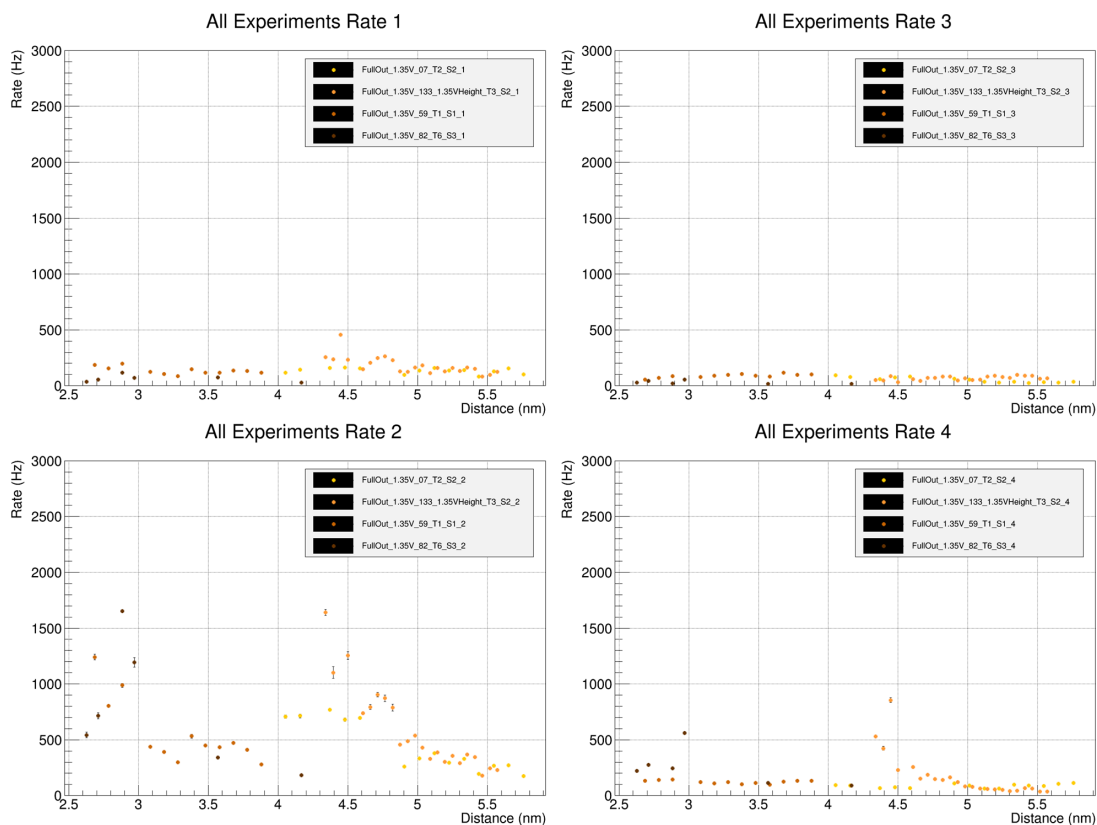 All Experiments Rate 1
Rate (Hz)
3000
2500
2000
1500
1000
500
0
FullOut_1.35V_07_T2_S2_1
FullOut_1.35V_133_1.35VHeight_T3_S2_1
FullOut_1.35V_59_T1_S1_1
FullOut_1.35V_82_T6_S3_1
2.5 3 3.5 4 4.5 5 5.5
Distance (nm)
All Experiments Rate 3
Rate (Hz)
3000
2500
2000
1500
1000
500
0
FullOut_1.35V_07_T2_S2_3
FullOut_1.35V_133_1.35VHeight_T3_S2_3
FullOut_1.35V_59_T1_S1_3
FullOut_1.35V_82_T6_S3_3
2.5 3 3.5 4 4.5 5 5.5
Distance (nm)
All Experiments Rate 2
Rate (Hz)
3000
2500
2000
1500
1000
500
0
FullOut_1.35V_07_T2_S2_2
FullOut_1.35V_133_1.35VHeight_T3_S2_2
FullOut_1.35V_59_T1_S1_2
FullOut_1.35V_82_T6_S3_2
2.5 3 3.5 4 4.5 5 5.5
Distance (nm)
All Experiments Rate 4
Rate (Hz)
3000
2500
2000
1500
1000
500
0
FullOut_1.35V_07_T2_S2_4
FullOut_1.35V_133_1.35VHeight_T3_S2_4
FullOut_1.35V_59_T1_S1_4
FullOut_1.35V_82_T6_S3_4
2.5 3 3.5 4 4.5 5 5.5
Distance (nm)